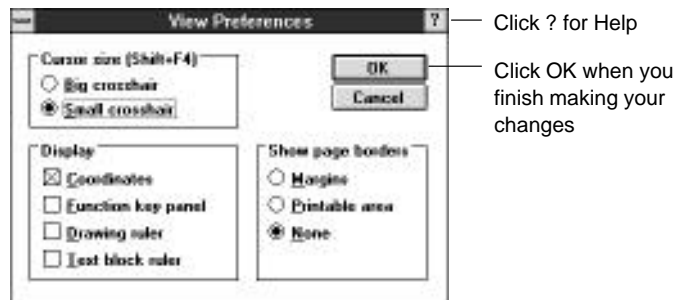 View Preferences
?
Click ? for Help
Cursor size (Shift+F4)
Big crosshair
Small crosshair
OK
Cancel
Click OK when you
finish making your
changes
Display
Coordinates
Function key panel
Drawing ruler
Text block ruler
Show page borders
Margins
Printable area
None